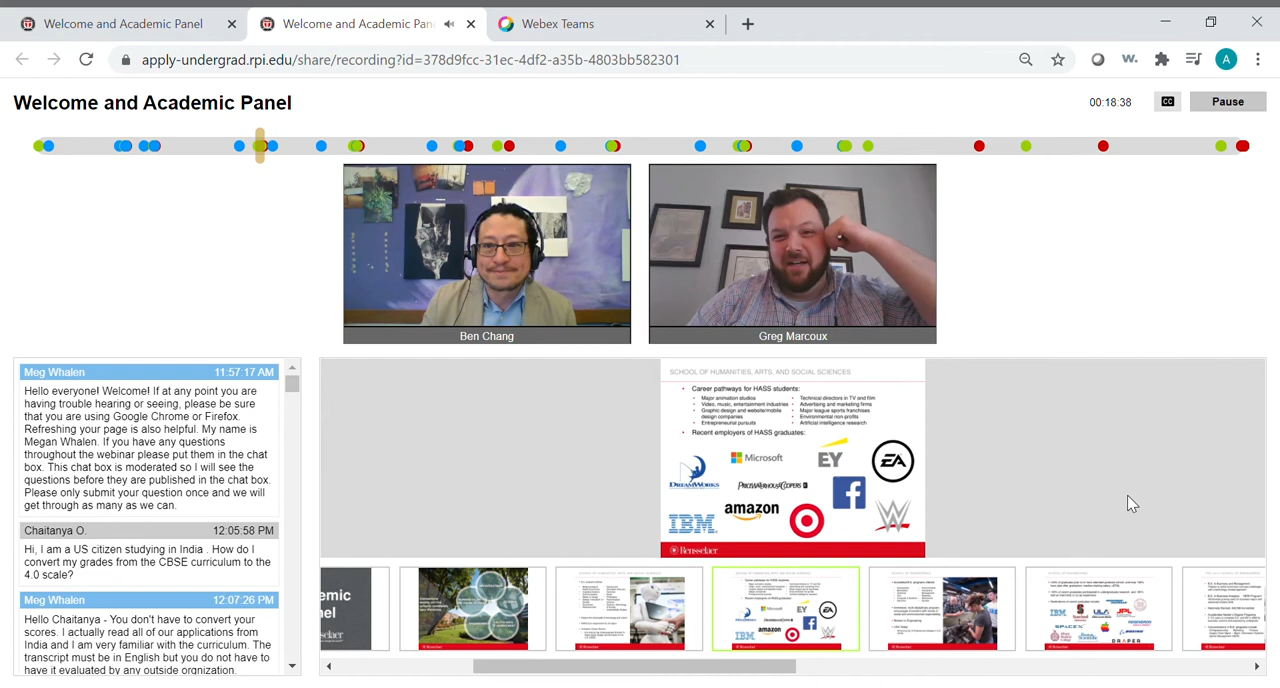 Welcome and Academic Panel
Welcome and Academic Pan
Webex Teams
apply-undergrad.rpi.edu/share/recording?id=378d9fcc-31ec-4df2-a35b-4803bb582301
W.
A
Welcome and Academic Panel
00:18:38
CC
Pause
Ben Chang
Greg Marcoux
Meg Whalen 11:57:17 AM
Hello everyone! Welcome! If at any point you are
having trouble hearing or seeing, please be sure
that you are using Google Chrome or Firefox.
Refreshing your page is also helpful. My name is
Megan Whalen. If you have any questions
throughout the webinar please put them in the chat
box. This chat box is moderated so I will see the
questions before they are published in the chat box.
Please only submit your question once and we will
get through as many as we can.
Chaitanya O. 12:05:58 PM
Hi, I am a US citizen studying in India . How do I
convert my grades from the CBSE curriculum to the
4.0 scale?
Meg Whalen 12:07:26 PM
Hello Chaitanya - You don't have to convert your
scores I actually read all of our applications from
India and I am very familiar with the curriculum. The
transcript must be in English but you do not have to
have it evaluated by any outside orgnization.
SCHOOL OF HUMANITIES, ARTS, AND SOCIAL SCIENCES
• Career pathways for HASS students:
• Major animation studios
• Video, music, entertainment industries
• Graphic design and website/mobile
design companies
• Entrepreneurial pursuits
• Technical directors in TV and film
• Advertising and marketing firms
• Major league sports franchises
• Environmental non-profits
• Artificial intelligence research
• Recent employers of HASS graduates:
Microsoft
EY
EA
DREAMWORKS
PRICEWATERHOUSECOOPERS
amazon
IBM
Rensselaer